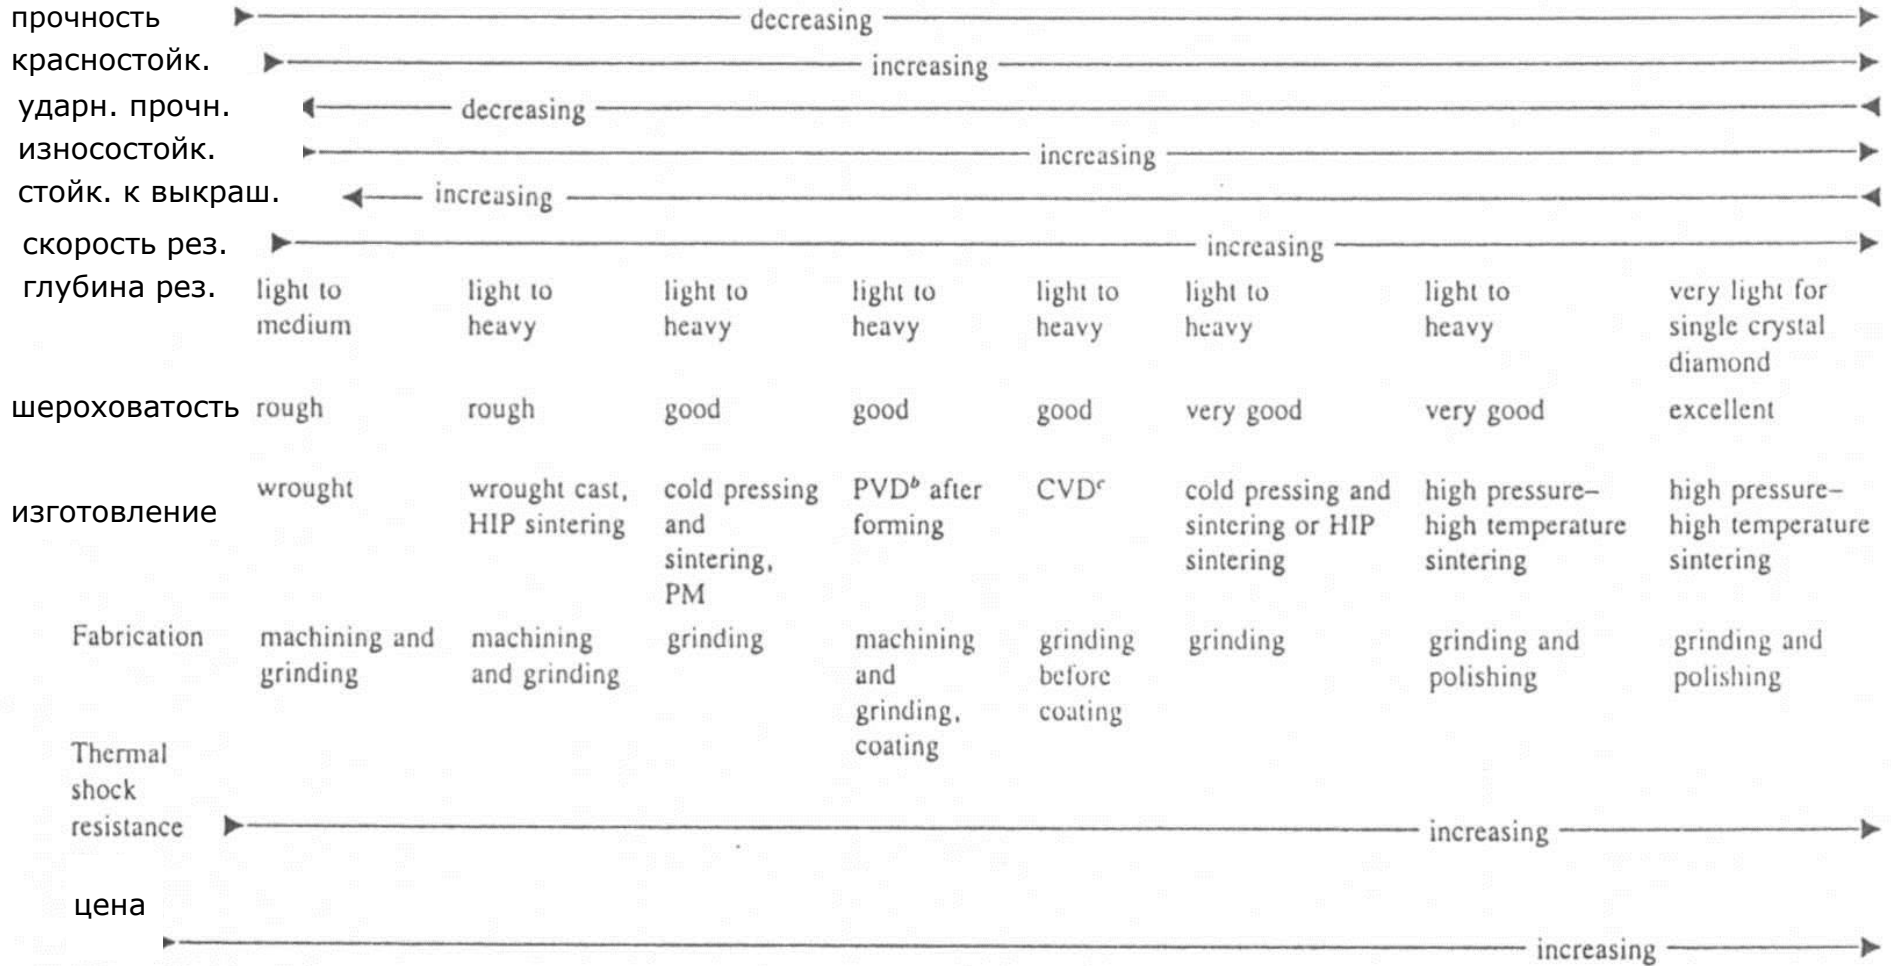 прочность decreasing
красностойк. increasing
ударн. прочн. decreasing
износостойк. increasing
стойк. к выкраш. increasing
скорость рез. increasing
глубина рез. light to light to light to light to light to light to light to very light for
medium heavy heavy heavy heavy heavy heavy single crystal
diamond
шероховатость rough rough good good good very good very good excellent
изготовление wrought wrought cast, cold pressing PVDᵇ after CVDᶜ cold pressing and high pressure– high pressure–
HIP sintering and forming sintering or HIP high temperature high temperature
sintering, sintering sintering sintering
PM
Fabrication machining and machining grinding machining grinding grinding grinding and grinding and
grinding and grinding and before polishing polishing
grinding, coating
coating
Thermal
shock
resistance increasing
цена
increasing